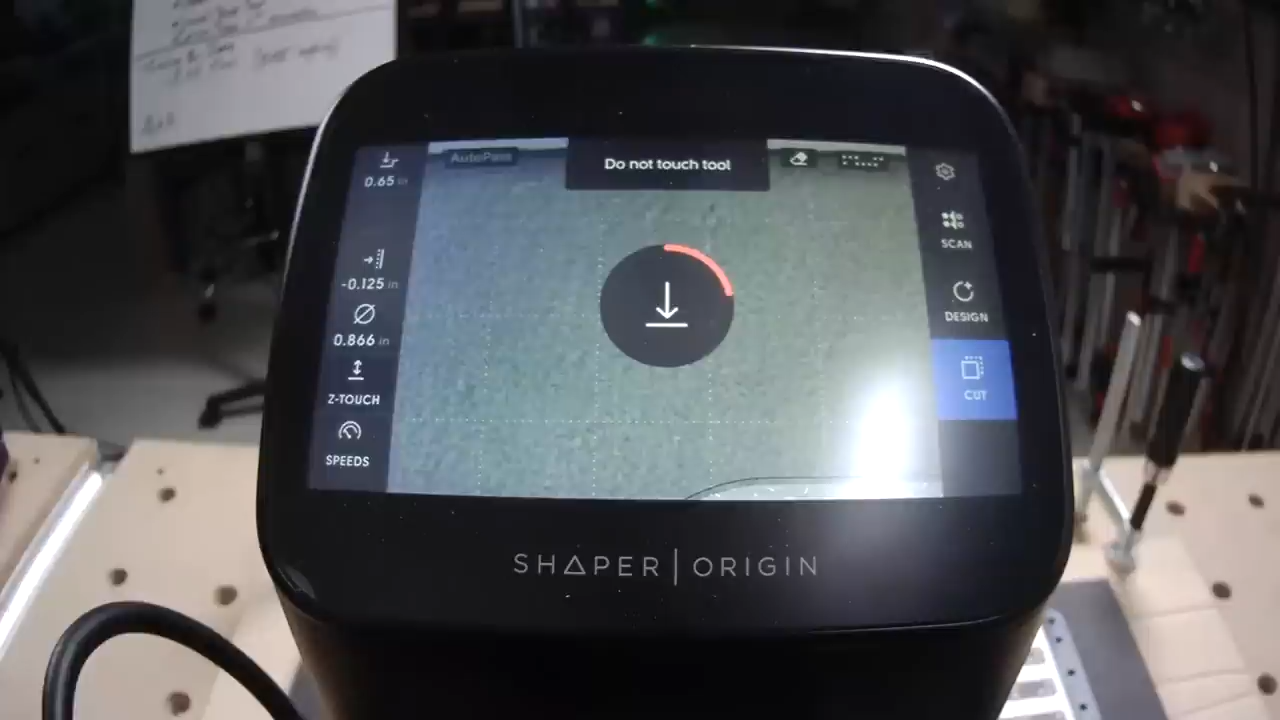 Do not touch tool
AutoPass
0.65 in
-0.125 in
0.866 in
Z-TOUCH
SPEEDS
SCAN
DESIGN
CUT
SHAPER | ORIGIN